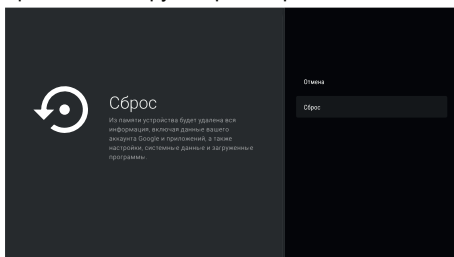 Сброс
Из памяти устройства будет удалена вся
информация, включая данные вашего
аккаунта Google и приложений, а также
настройки, системные данные и загруженные
программы.
Отмена
Сброс